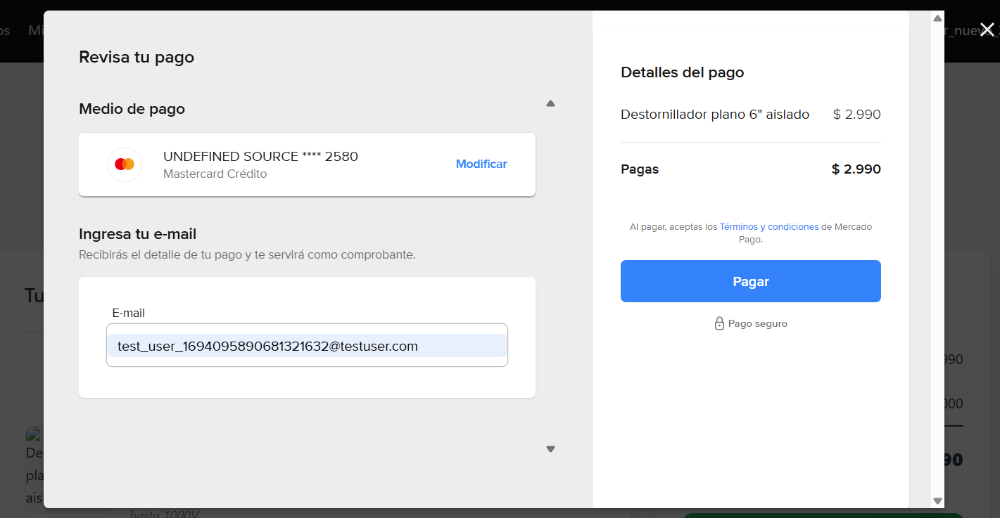 Revisa tu pago
Medio de pago
UNDEFINED SOURCE **** 2580
Mastercard Crédito
Modificar
Ingresa tu e-mail
Recibirás el detalle de tu pago y te servirá como comprobante.
E-mail
test_user_1694095890681321632@testuser.com
Detalles del pago
Destornillador plano 6" aislado $ 2.990
Pagas $ 2.990
Al pagar, aceptas los Términos y condiciones de Mercado
Pago.
Pagar
Pago seguro
hasta 1000V